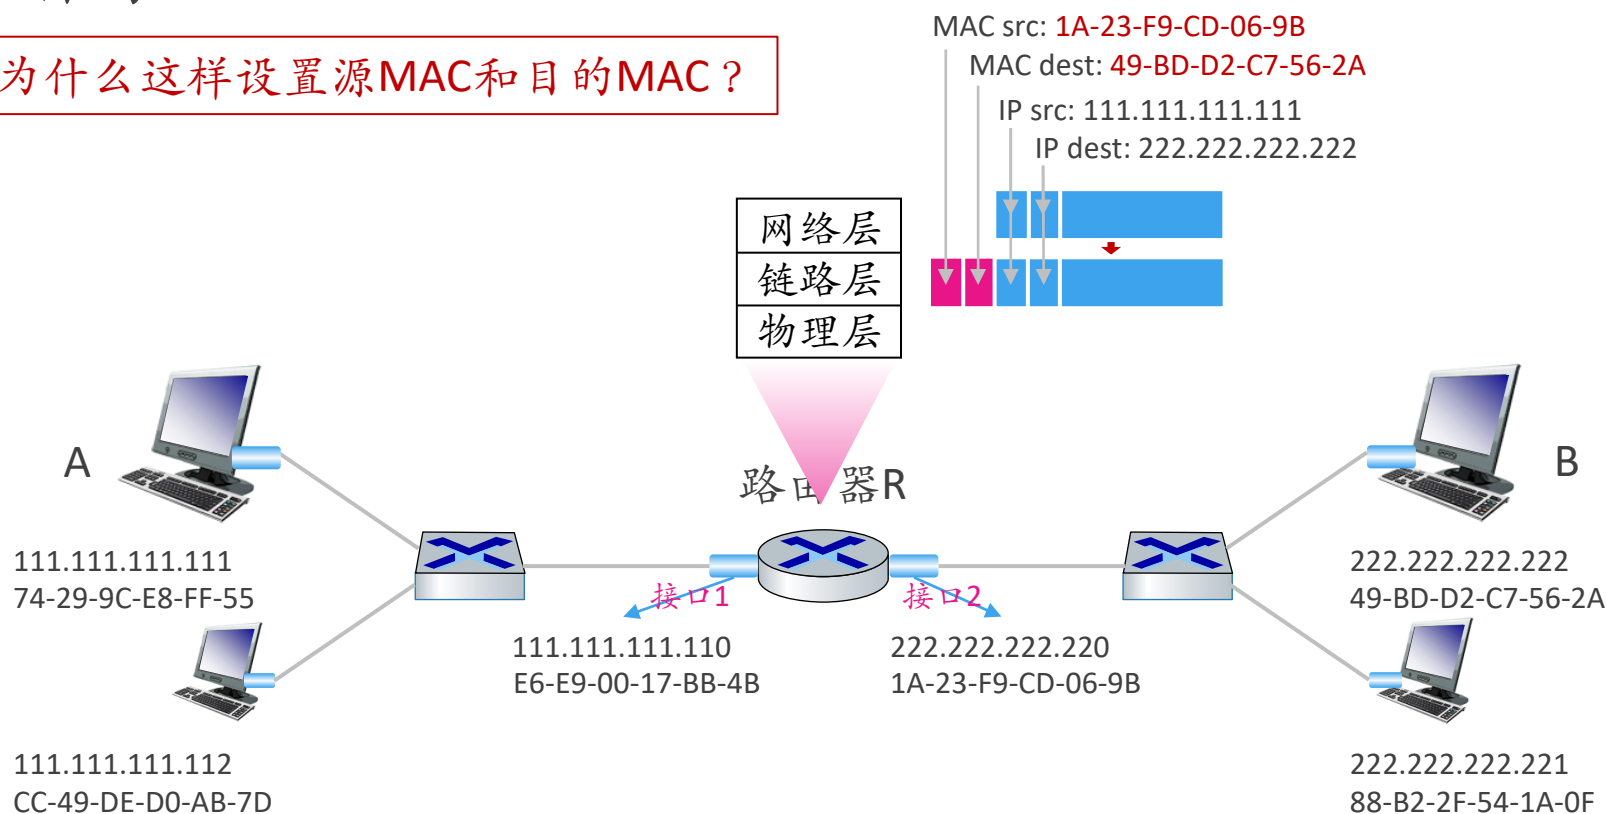 为什么这样设置源MAC和目的MAC？
MAC src: 1A-23-F9-CD-06-9B
MAC dest: 49-BD-D2-C7-56-2A
IP src: 111.111.111.111
IP dest: 222.222.222.222
网络层
链路层
物理层
A
路由器R
B
111.111.111.111
74-29-9C-E8-FF-55
接口1
接口2
222.222.222.222
49-BD-D2-C7-56-2A
111.111.111.110
E6-E9-00-17-BB-4B
222.222.222.220
1A-23-F9-CD-06-9B
111.111.111.112
CC-49-DE-D0-AB-7D
222.222.222.221
88-B2-2F-54-1A-0F